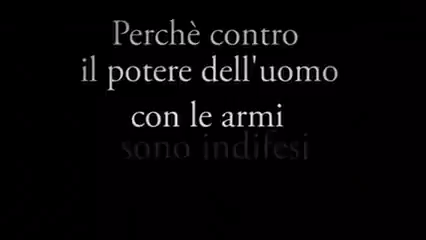 Perchè contro
il potere dell'uomo
con le armi
sono indifesi